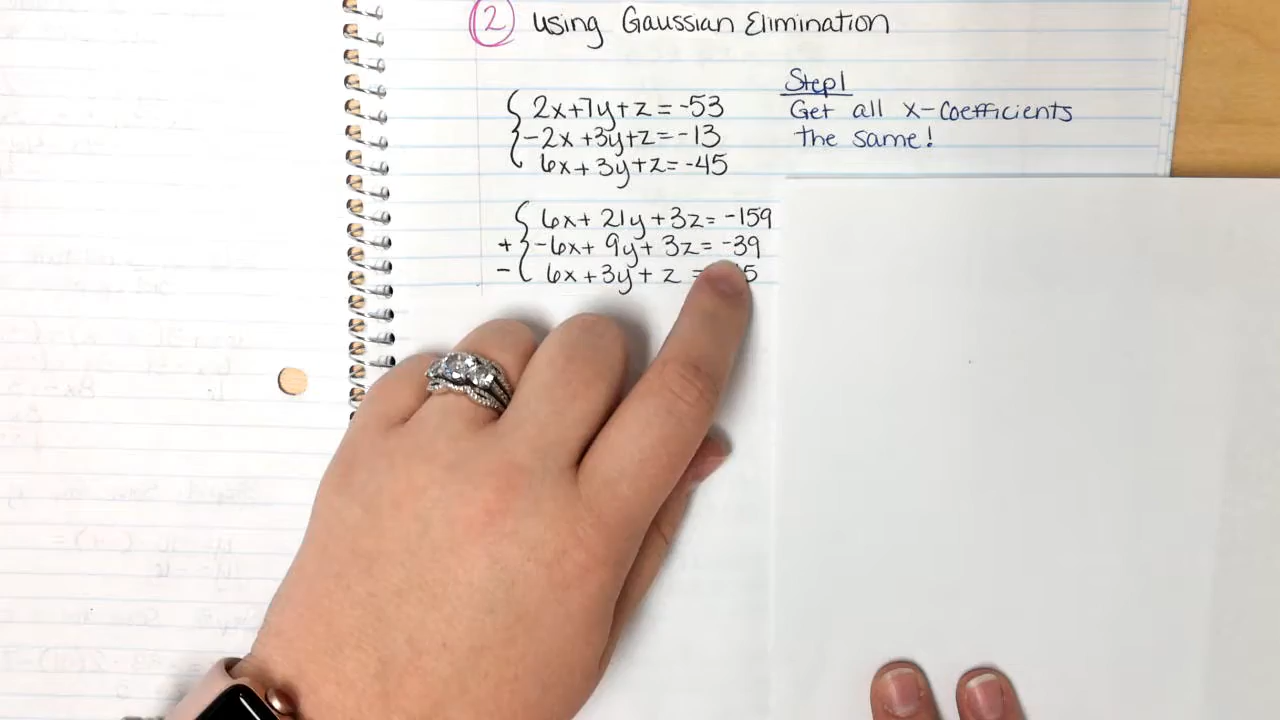 2 using Gaussian Elimination
Step 1
Get all x-coefficients
the same!
2x+7y+z=-53
-2x+3y+z=-13
6x+3y+z=-45
6x+21y+3z=-159
+ -6x+9y+3z=-39
- 6x+3y+z=